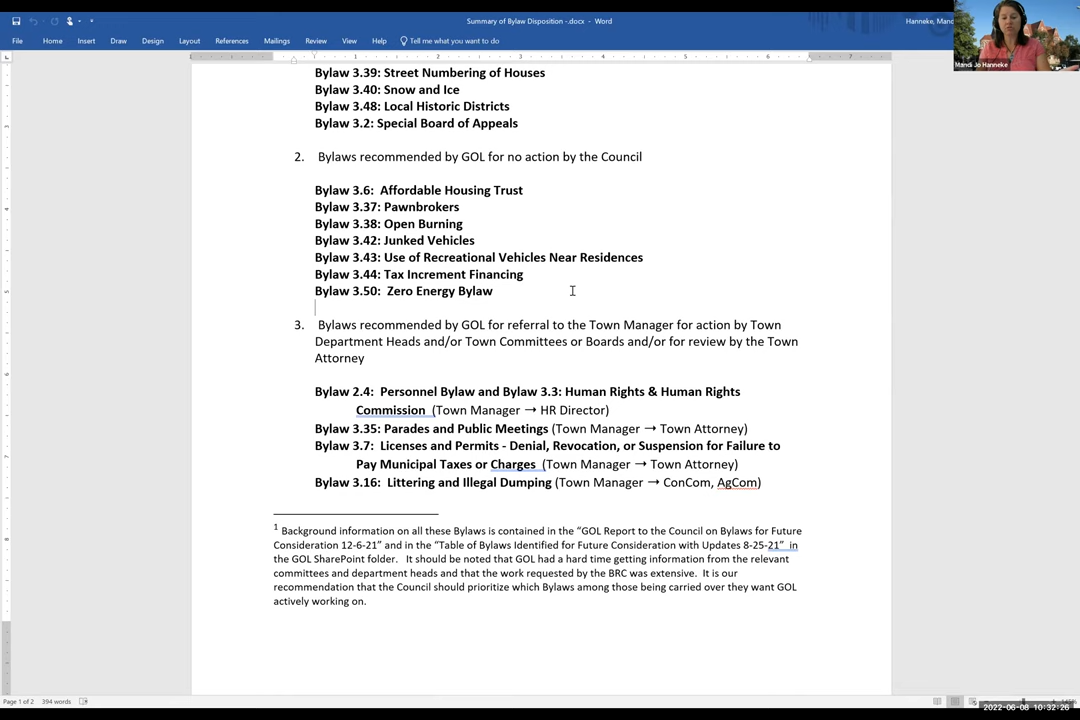 Summary of Bylaw Disposition -.docx - Word
Hanneke, Mand
File Home Insert Draw Design Layout References Mailings Review View Help Tell me what you want to do
Mandi Jo Hanneke
Bylaw 3.39: Street Numbering of Houses
Bylaw 3.40: Snow and Ice
Bylaw 3.48: Local Historic Districts
Bylaw 3.2: Special Board of Appeals
2. Bylaws recommended by GOL for no action by the Council
Bylaw 3.6: Affordable Housing Trust
Bylaw 3.37: Pawnbrokers
Bylaw 3.38: Open Burning
Bylaw 3.42: Junked Vehicles
Bylaw 3.43: Use of Recreational Vehicles Near Residences
Bylaw 3.44: Tax Increment Financing
Bylaw 3.50: Zero Energy Bylaw
3. Bylaws recommended by GOL for referral to the Town Manager for action by Town
Department Heads and/or Town Committees or Boards and/or for review by the Town
Attorney
Bylaw 2.4: Personnel Bylaw and Bylaw 3.3: Human Rights & Human Rights
Commission (Town Manager → HR Director)
Bylaw 3.35: Parades and Public Meetings (Town Manager → Town Attorney)
Bylaw 3.7: Licenses and Permits - Denial, Revocation, or Suspension for Failure to
Pay Municipal Taxes or Charges (Town Manager → Town Attorney)
Bylaw 3.16: Littering and Illegal Dumping (Town Manager → ConCom, AgCom)
1 Background information on all these Bylaws is contained in the “GOL Report to the Council on Bylaws for Future
Consideration 12-6-21” and in the “Table of Bylaws Identified for Future Consideration with Updates 8-25-21” in
the GOL SharePoint folder. It should be noted that GOL had a hard time getting information from the relevant
committees and department heads and that the work requested by the BRC was extensive. It is our
recommendation that the Council should prioritize which Bylaws among those being carried over they want GOL
actively working on.
Page 1 of 2 394 words
2022-06-08 10:32:26